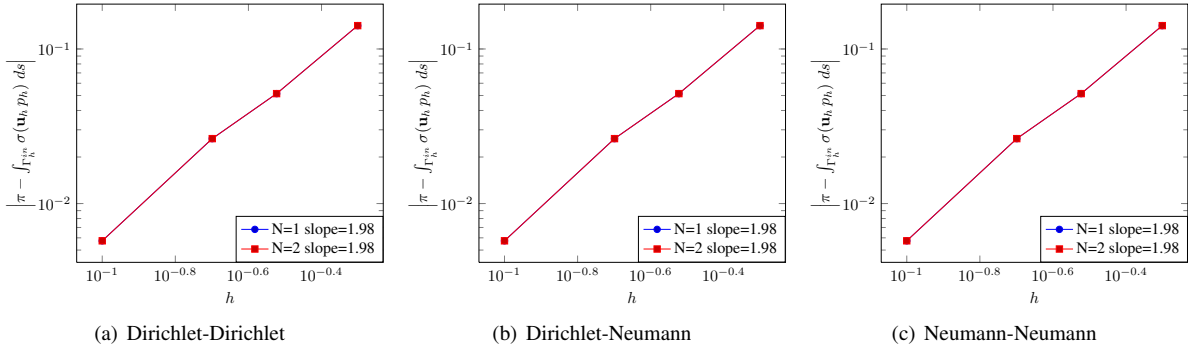 10^{-1}
10^{-2}
|π − ∫_{Γ_h^{in}} σ(u_h p_h) ds|
N=1 slope=1.98
N=2 slope=1.98
10^{-1} 10^{-0.8} 10^{-0.6} 10^{-0.4}
h
(a) Dirichlet-Dirichlet
10^{-1}
10^{-2}
|π − ∫_{Γ_h^{in}} σ(u_h p_h) ds|
N=1 slope=1.98
N=2 slope=1.98
10^{-1} 10^{-0.8} 10^{-0.6} 10^{-0.4}
h
(b) Dirichlet-Neumann
10^{-1}
10^{-2}
|π − ∫_{Γ_h^{in}} σ(u_h p_h) ds|
N=1 slope=1.98
N=2 slope=1.98
10^{-1} 10^{-0.8} 10^{-0.6} 10^{-0.4}
h
(c) Neumann-Neumann